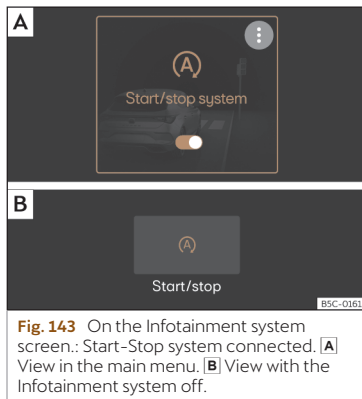 A
(A)
Start/stop system
B
(A)
Start/stop
B5C-0161
Fig. 143 On the Infotainment system
screen.: Start-Stop system connected. A
View in the main menu. B View with the
Infotainment system off.